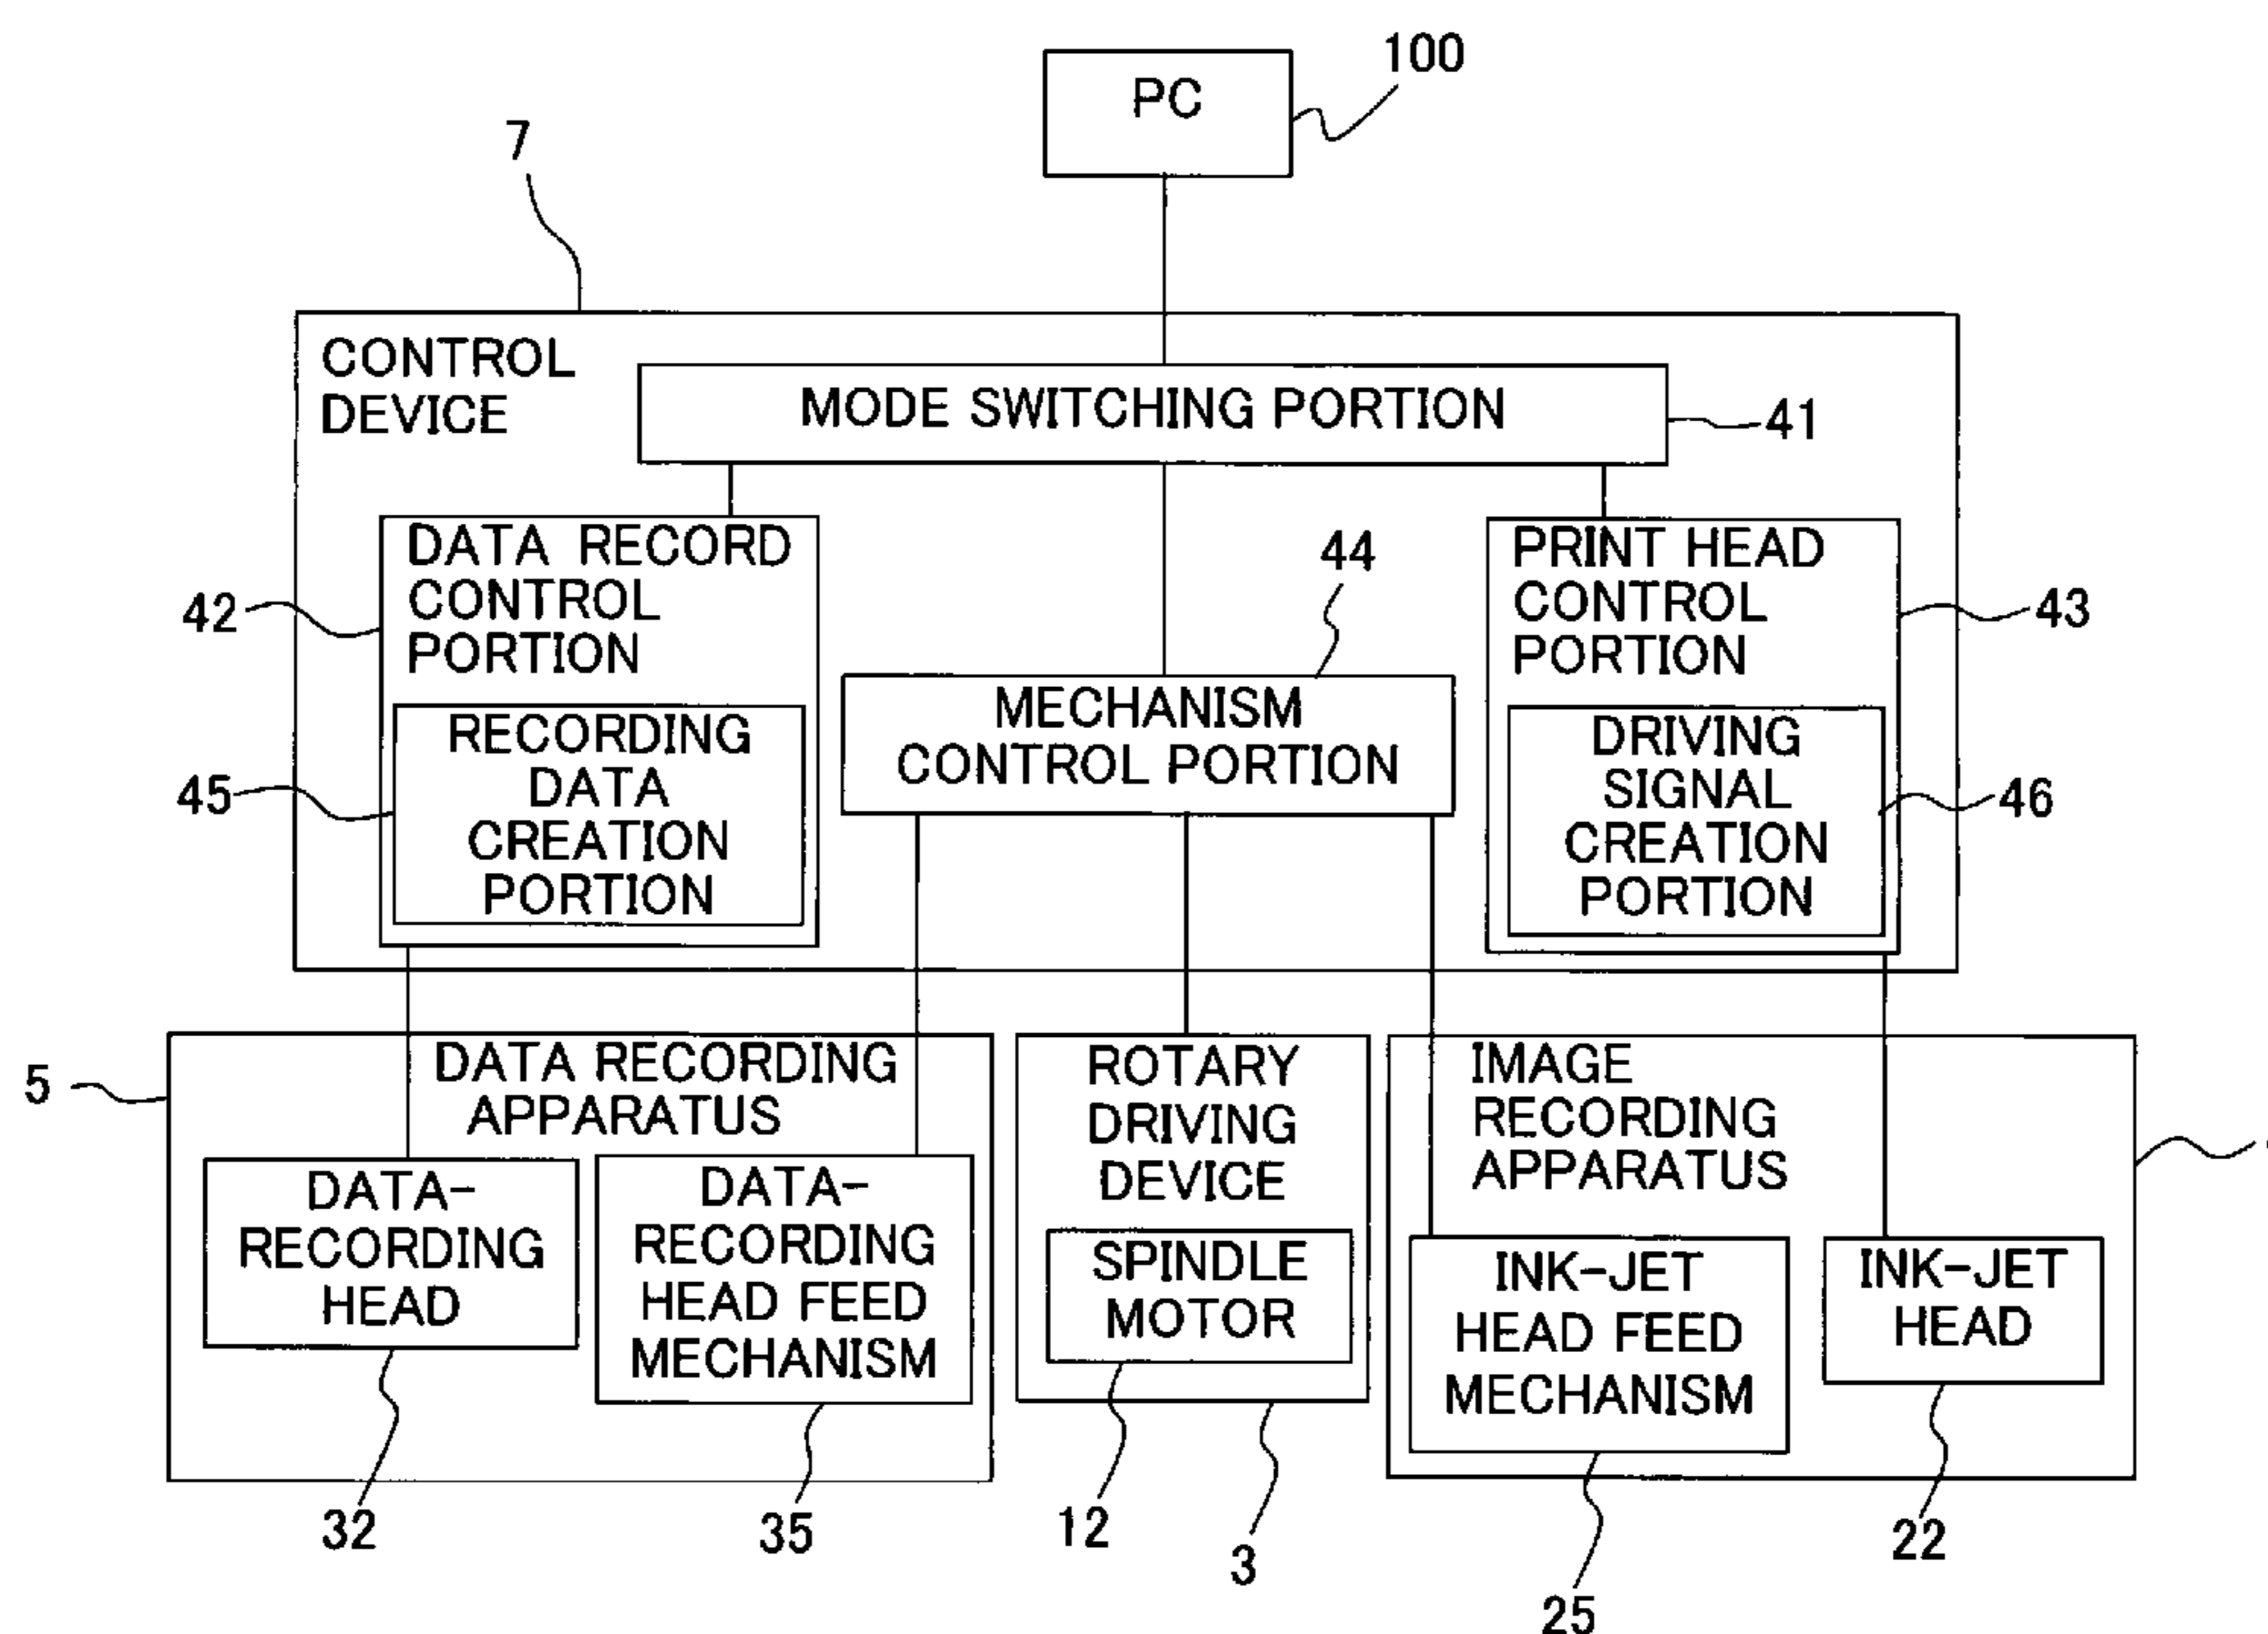 PC
100
7
CONTROL
DEVICE
MODE SWITCHING PORTION
41
DATA RECORD
CONTROL
PORTION
42
RECORDING
DATA
CREATION
PORTION
45
44
MECHANISM
CONTROL PORTION
PRINT HEAD
CONTROL
PORTION
43
DRIVING
SIGNAL
CREATION
PORTION
46
5
DATA RECORDING
APPARATUS
DATA-
RECORDING
HEAD
32
DATA-
RECORDING
HEAD FEED
MECHANISM
35
ROTARY
DRIVING
DEVICE
SPINDLE
MOTOR
12
3
IMAGE
RECORDING
APPARATUS
INK-JET
HEAD FEED
MECHANISM
25
INK-JET
HEAD
22